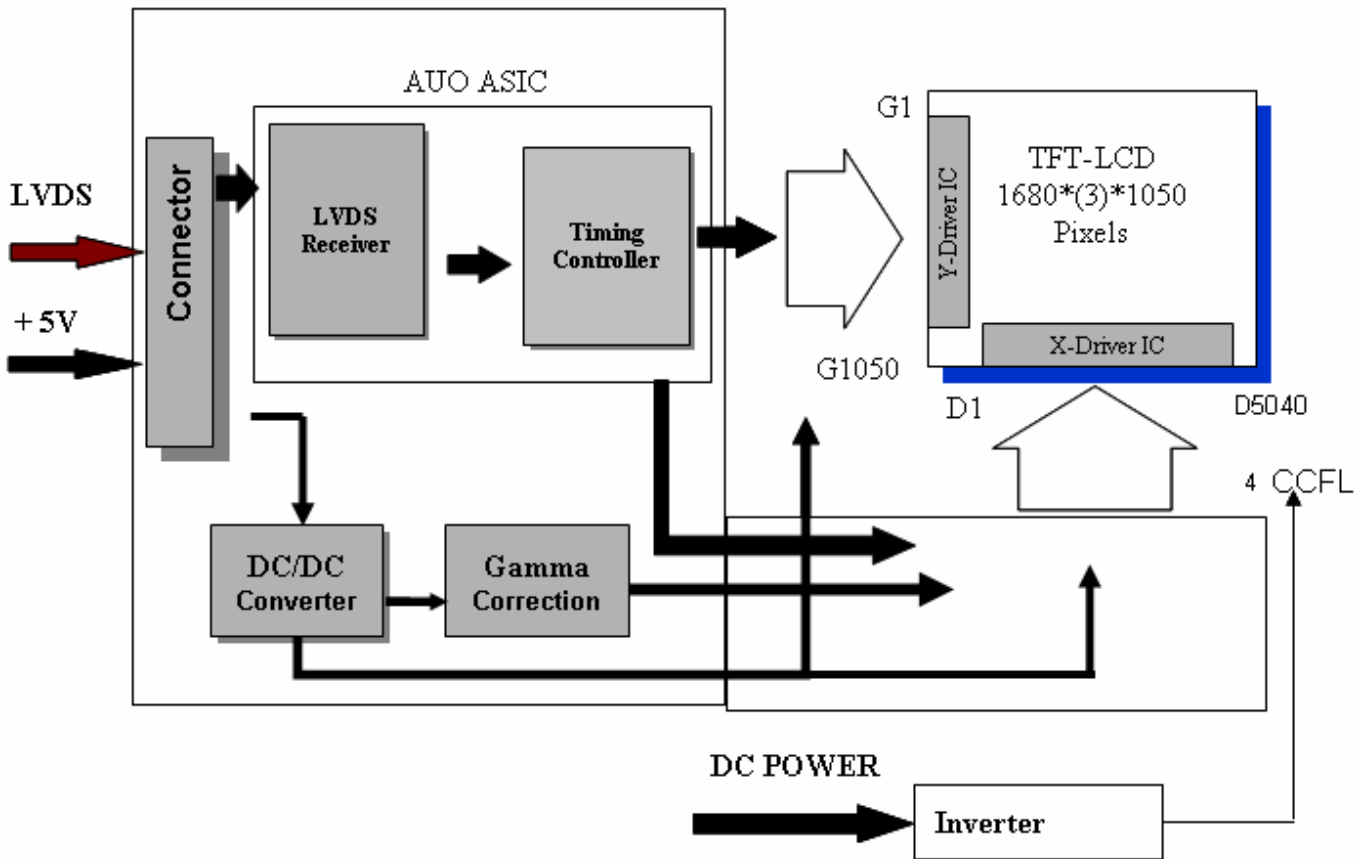 AUO ASIC
G1
LVDS
+ 5V
Connector
LVDS
Receiver
Timing
Controller
Y-Driver IC
TFT-LCD
1680*(3)*1050
Pixels
X-Driver IC
G1050
D1
D5040
4 CCFL
DC/DC
Converter
Gamma
Correction
DC POWER
Inverter